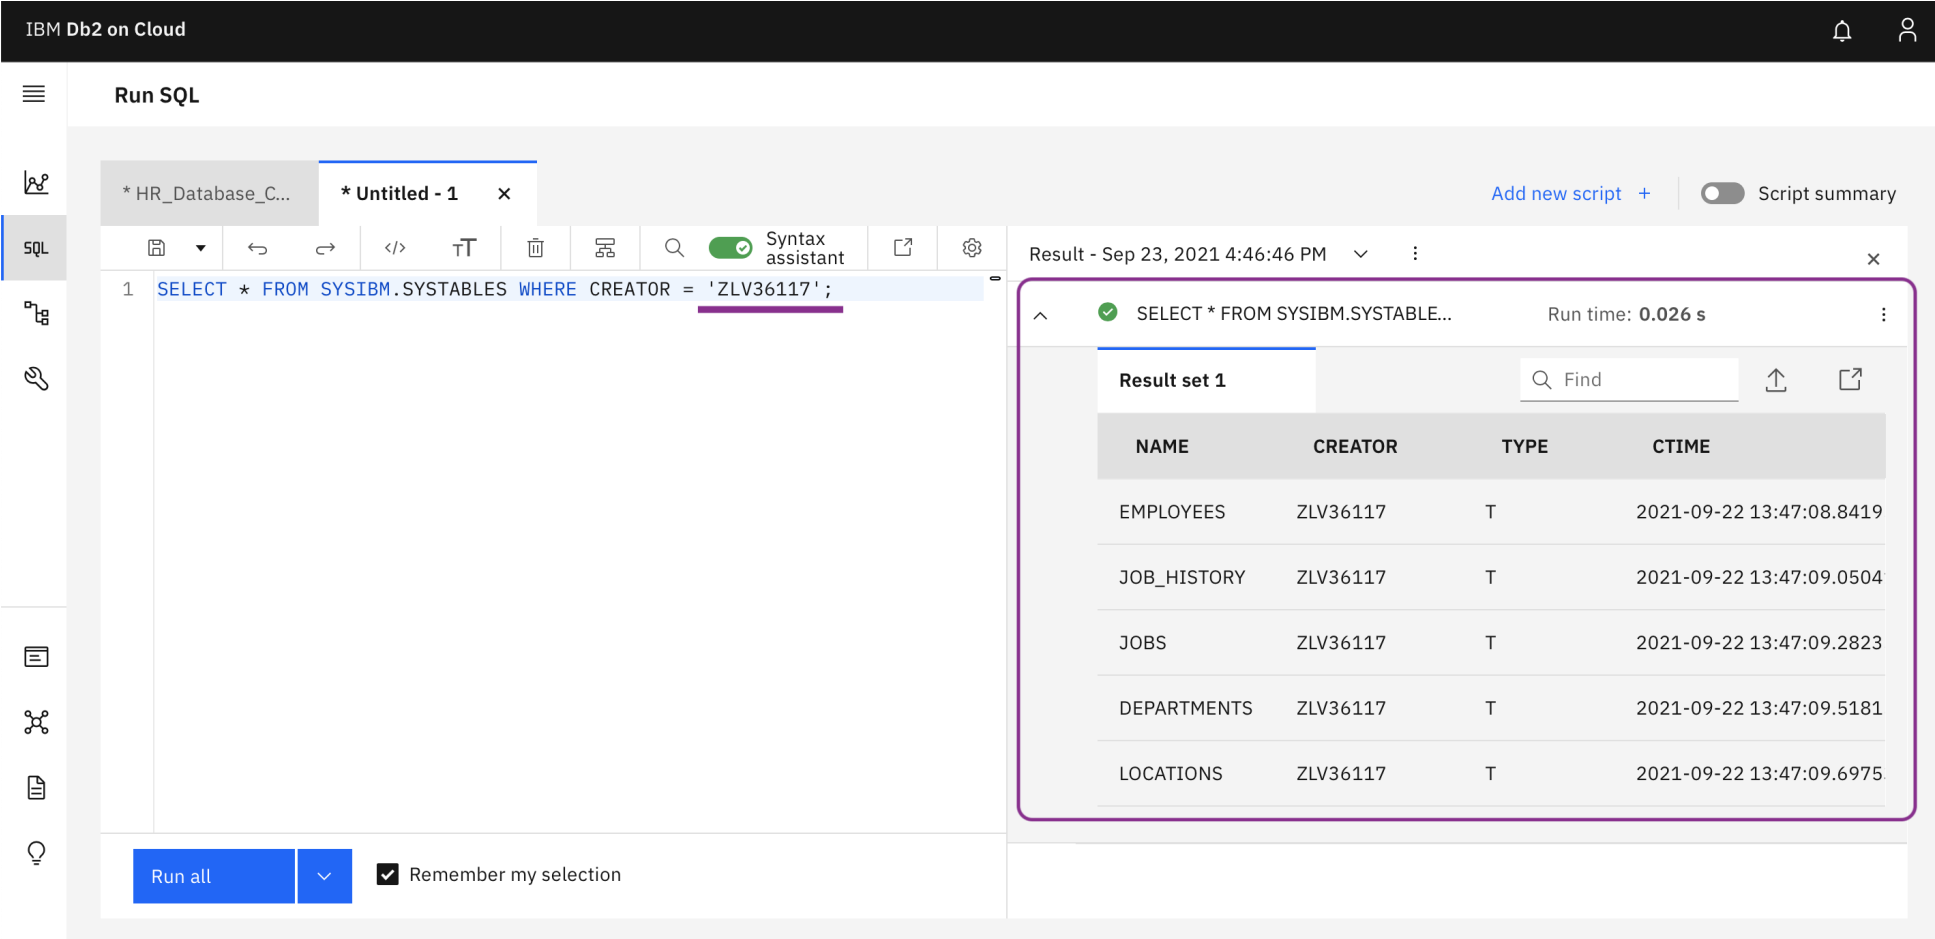 IBM Db2 on Cloud
Run SQL
* HR_Database_C...
* Untitled - 1
Add new script +
Script summary
SQL
</>
TT
Syntax
assistant
1 SELECT * FROM SYSIBM.SYSTABLES WHERE CREATOR = 'ZLV36117';
Run all
Remember my selection
Result - Sep 23, 2021 4:46:46 PM
SELECT * FROM SYSIBM.SYSTABLE... Run time: 0.026 s
Result set 1
Find
NAME CREATOR TYPE CTIME
EMPLOYEES ZLV36117 T 2021-09-22 13:47:08.8419
JOB_HISTORY ZLV36117 T 2021-09-22 13:47:09.0504
JOBS ZLV36117 T 2021-09-22 13:47:09.2823
DEPARTMENTS ZLV36117 T 2021-09-22 13:47:09.5181
LOCATIONS ZLV36117 T 2021-09-22 13:47:09.6975